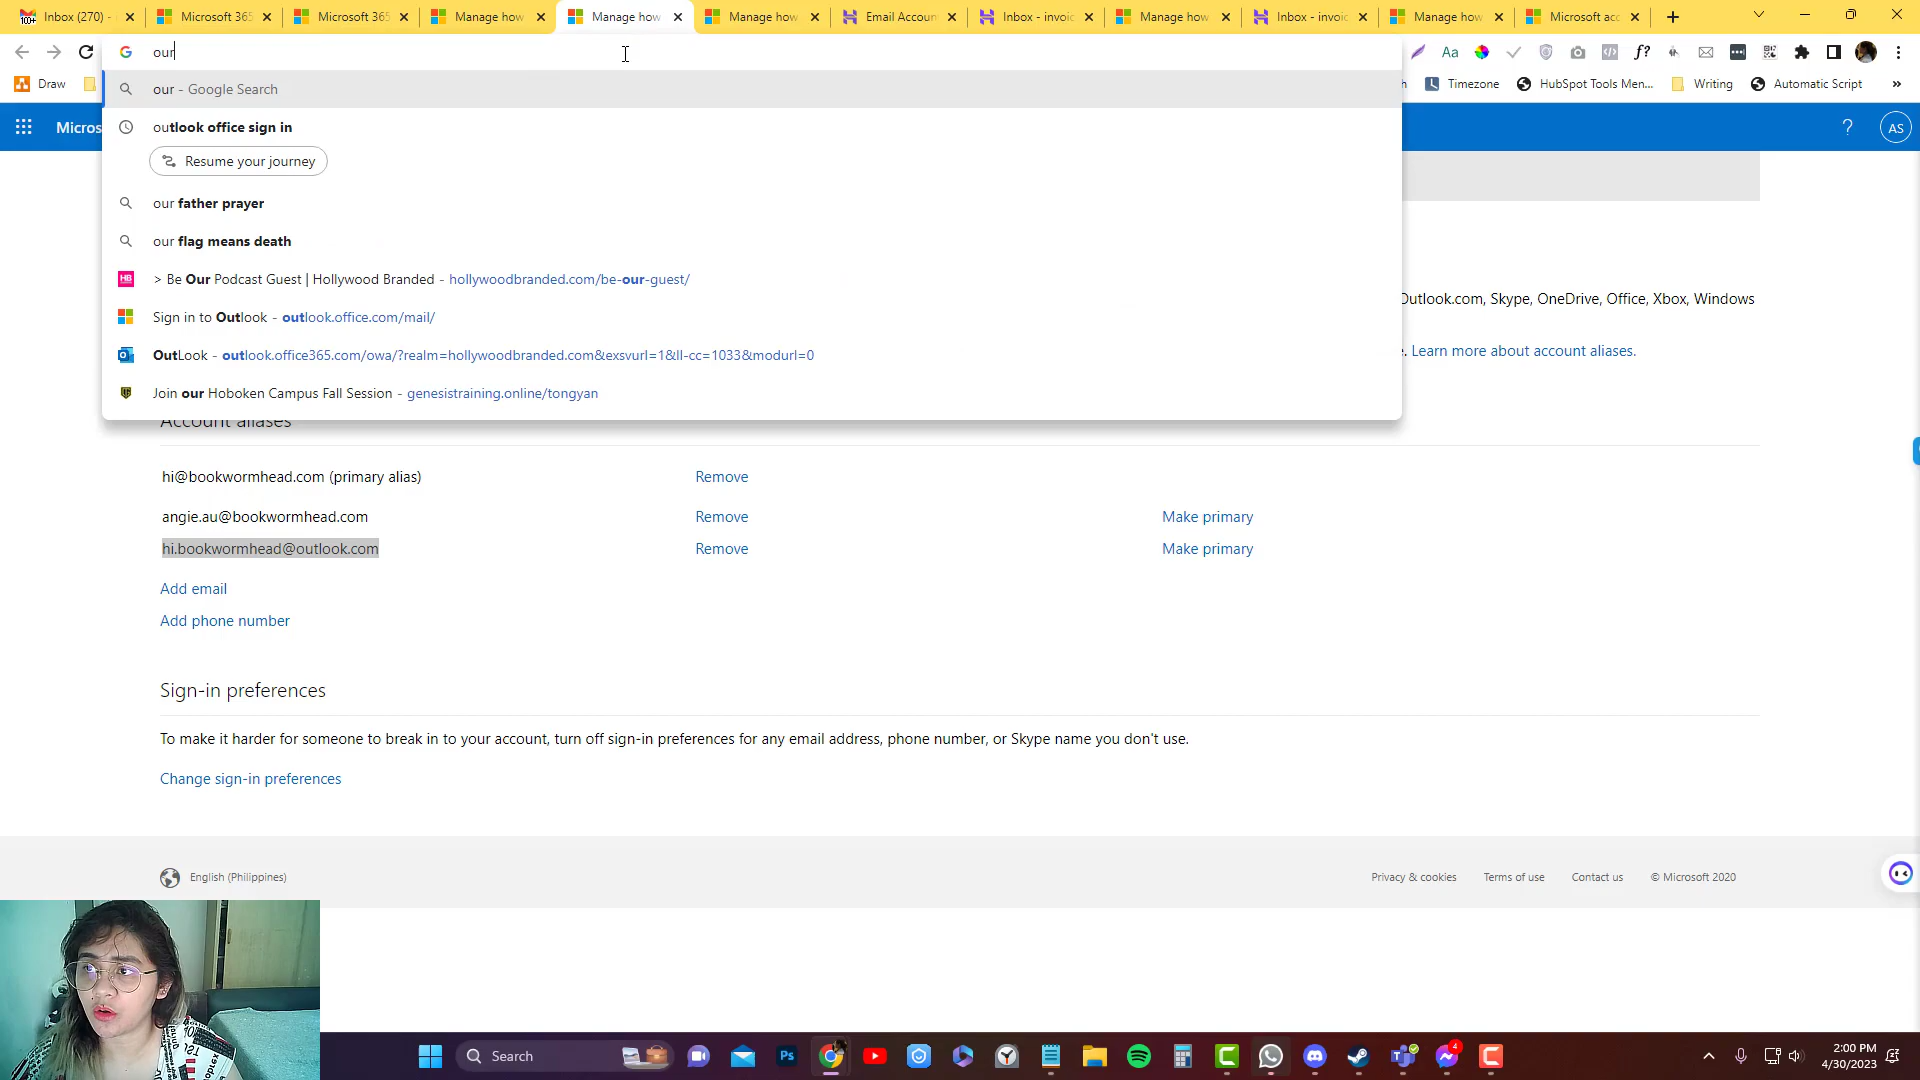 Inbox (270) -
Microsoft 365
Microsoft 365
Manage how
Manage how
Manage how
Email Accoun
Inbox - invoic
Manage how
Inbox - invoic
Manage how
Microsoft acc
our
Draw
our - Google Search
Timezone
HubSpot Tools Men...
Writing
Automatic Script
»
Micros
outlook office sign in
? AS
Resume your journey
our father prayer
our flag means death
> Be Our Podcast Guest | Hollywood Branded - hollywoodbranded.com/be-our-guest/
Outlook.com, Skype, OneDrive, Office, Xbox, Windows
Sign in to Outlook - outlook.office.com/mail/
OutLook - outlook.office365.com/owa/?realm=hollywoodbranded.com&exsvurl=1&ll-cc=1033&modurl=0
Learn more about account aliases.
Join our Hoboken Campus Fall Session - genesistraining.online/tongyan
Account aliases
hi@bookwormhead.com (primary alias) Remove
angie.au@bookwormhead.com Remove Make primary
hi.bookwormhead@outlook.com Remove Make primary
Add email
Add phone number
Sign-in preferences
To make it harder for someone to break in to your account, turn off sign-in preferences for any email address, phone number, or Skype name you don't use.
Change sign-in preferences
English (Philippines) Privacy & cookies Terms of use Contact us © Microsoft 2020
Search
2:00 PM
4/30/2023